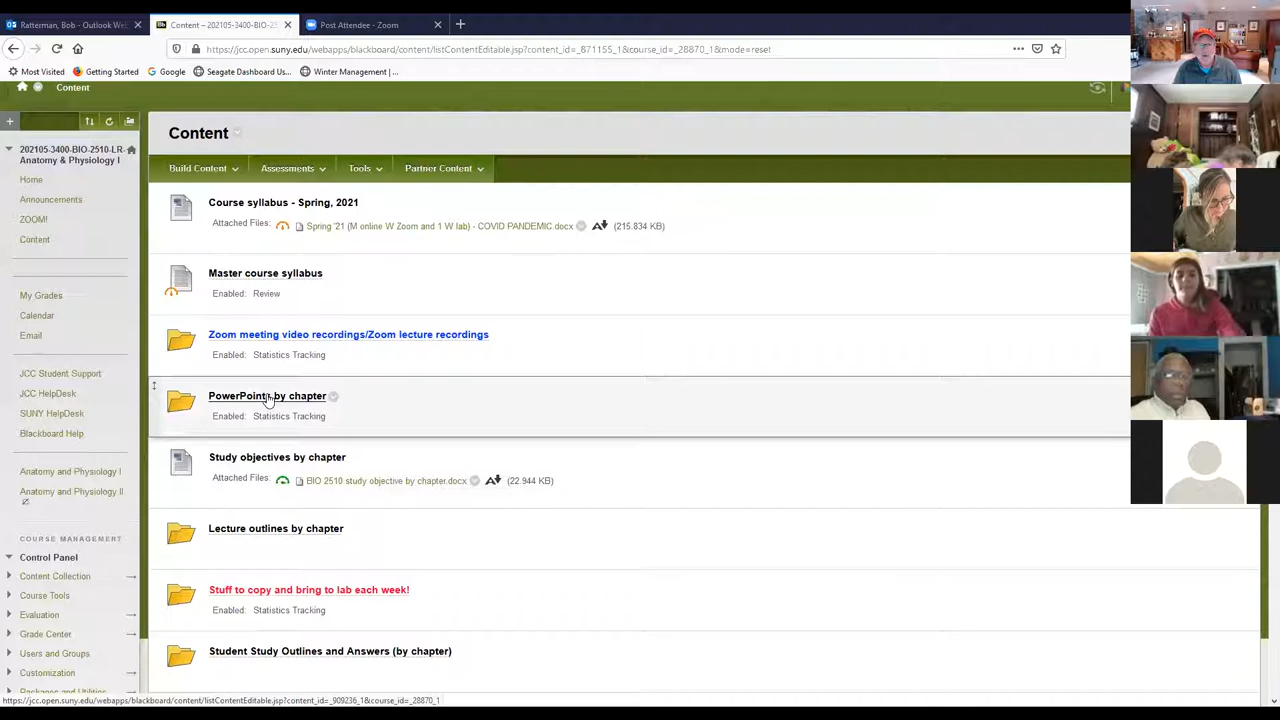 Ratterman, Bob - Outlook We
Content – 202105-3400-BIO-25
Post Attendee - Zoom
https://jcc.open.suny.edu/webapps/blackboard/content/listContentEditable.jsp?content_id=_871155_1&course_id=_28870_1&mode=reset
Most Visited
Getting Started
Google
Seagate Dashboard Us...
Winter Management | ...
Content
202105-3400-BIO-2510-LR-
Anatomy & Physiology I
Home
Announcements
ZOOM!
Content
My Grades
Calendar
Email
JCC Student Support
JCC HelpDesk
SUNY HelpDesk
Blackboard Help
Anatomy and Physiology I
Anatomy and Physiology II
COURSE MANAGEMENT
Control Panel
Content Collection
Course Tools
Evaluation
Grade Center
Users and Groups
Customization
Packages and Utilities
Content
Build Content
Assessments
Tools
Partner Content
Course syllabus - Spring, 2021
Attached Files: Spring '21 (M online W Zoom and 1 W lab) - COVID PANDEMIC.docx (215.834 KB)
Master course syllabus
Enabled: Review
Zoom meeting video recordings/Zoom lecture recordings
Enabled: Statistics Tracking
PowerPoints by chapter
Enabled: Statistics Tracking
Study objectives by chapter
Attached Files: BIO 2510 study objective by chapter.docx (22.944 KB)
Lecture outlines by chapter
Stuff to copy and bring to lab each week!
Enabled: Statistics Tracking
Student Study Outlines and Answers (by chapter)
https://jcc.open.suny.edu/webapps/blackboard/content/listContentEditable.jsp?content_id=_909236_1&course_id=_28870_1